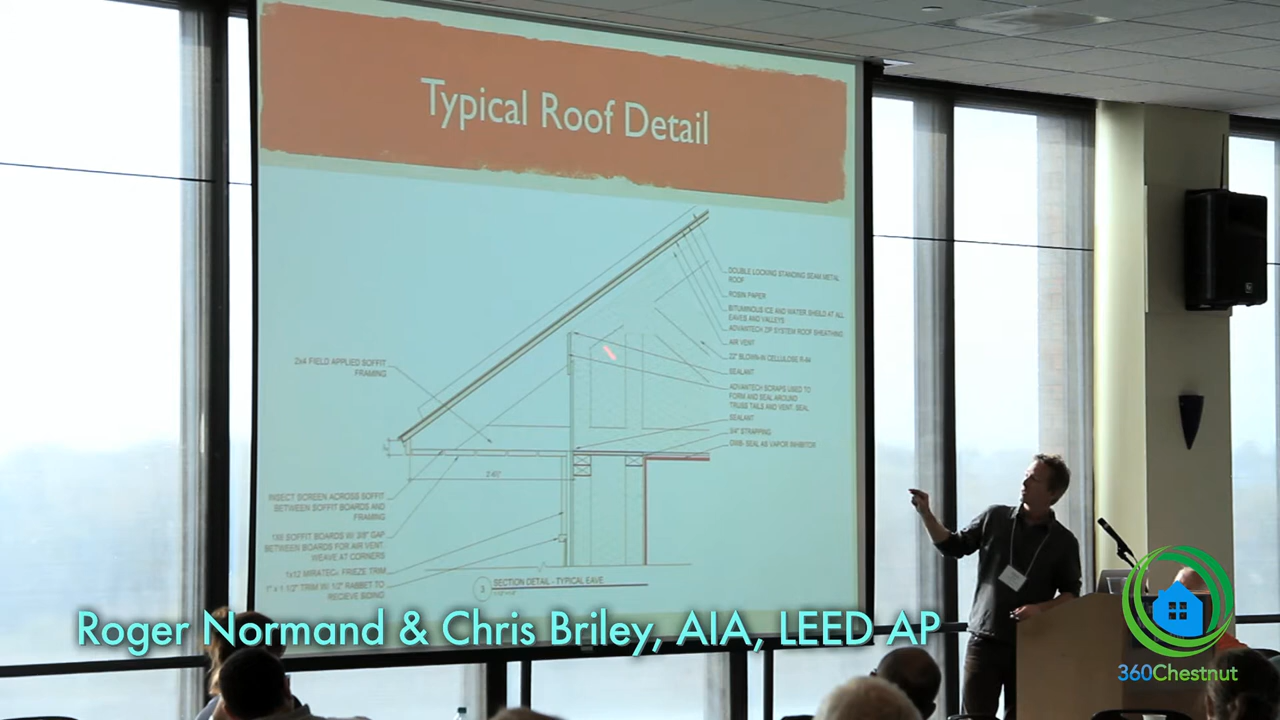 Typical Roof Detail
DOUBLE LOCKING STANDING SEAM METAL
ROOF
ROSIN PAPER
BITUMINOUS ICE AND WATER SHEILD AT ALL
EAVES AND VALLEYS
ADVANTECH ZIP SYSTEM ROOF SHEATHING
AIR VENT
22" BLOWN-IN CELLULOSE
SEALANT
ADVANTECH SCRAPS USED TO
FORM AND SEAL AROUND
TRUSS TAILS AND VENT. SEAL
SEALANT
3/4" STRAPPING
GWB- SEAL AS VAPOR INHIBITOR
2x4 FIELD APPLIED SOFFIT
FRAMING
INSECT SCREEN ACROSS SOFFIT
BETWEEN SOFFIT BOARDS AND
FRAMING
1X6 SOFFIT BOARDS W/ 3/8" GAP
BETWEEN BOARDS FOR AIR VENT.
WEAVE AT CORNERS
1x12 MIRATEC FRIEZE TRIM
1" x 1 1/2" TRIM W/ 1/2" RABBET TO
RECIEVE SIDING
3 SECTION DETAIL - TYPICAL EAVE
Roger Normand & Chris Briley, AIA, LEED AP
360Chestnut